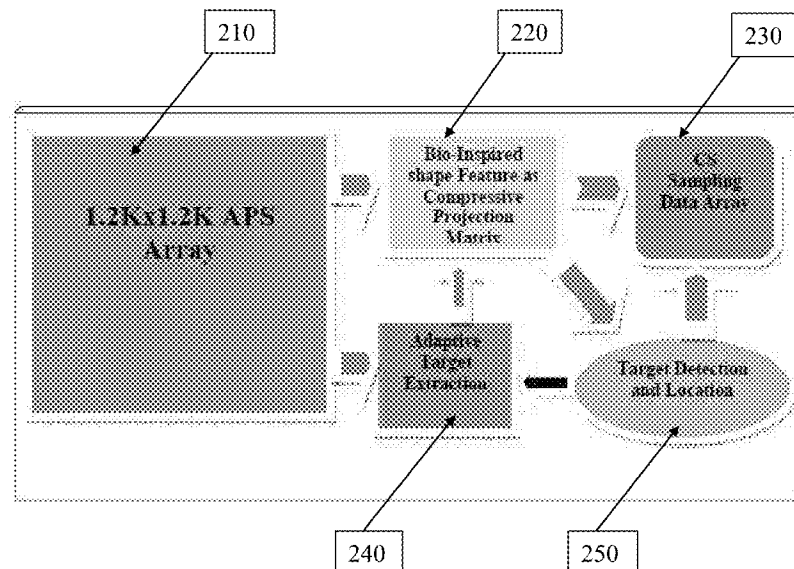 210
220
230
1.2Kx1.2K APS
Array
Bio-Inspired
shape Feature as
Compressive
Projection
Matrix
CS
Sampling
Data Array
Adaptive
Target
Extraction
Target Detection
and Location
240
250